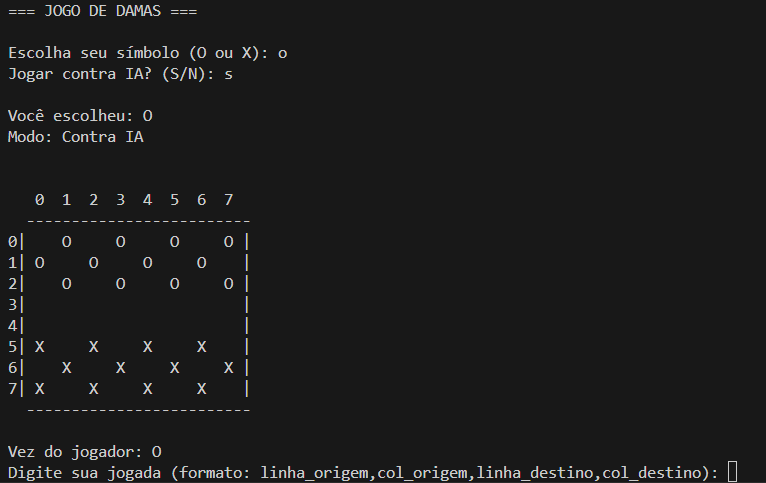 === JOGO DE DAMAS ===
Escolha seu símbolo (O ou X): o
Jogar contra IA? (S/N): s
Você escolheu: O
Modo: Contra IA
   0  1  2  3  4  5  6  7
  -------------------------
0|    O     O     O     O |
1| O     O     O     O    |
2|    O     O     O     O |
3|                        |
4|                        |
5| X     X     X     X    |
6|    X     X     X     X |
7| X     X     X     X    |
  -------------------------
Vez do jogador: O
Digite sua jogada (formato: linha_origem,col_origem,linha_destino,col_destino):